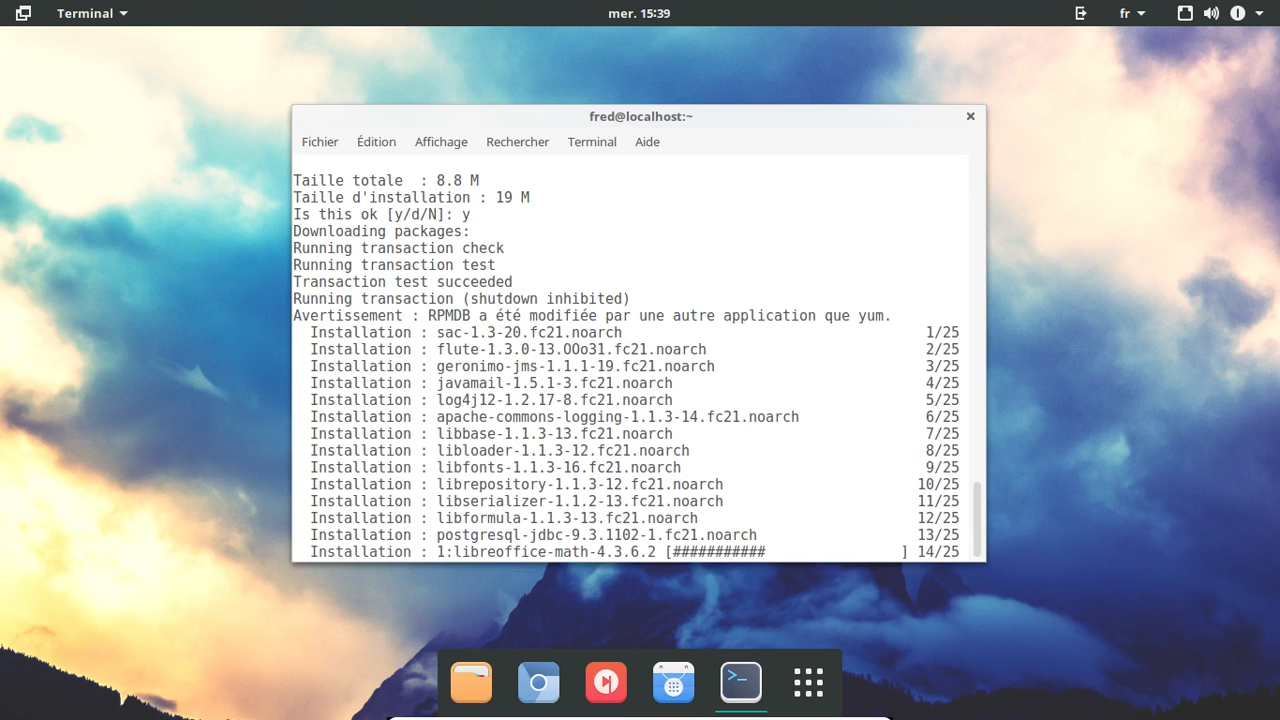 Terminal mer. 15:39 fr
fred@localhost:~
Fichier Édition Affichage Rechercher Terminal Aide
Taille totale  : 8.8 M
Taille d'installation : 19 M
Is this ok [y/d/N]: y
Downloading packages:
Running transaction check
Running transaction test
Transaction test succeeded
Running transaction (shutdown inhibited)
Avertissement : RPMDB a été modifiée par une autre application que yum.
Installation : sac-1.3-20.fc21.noarch 1/25
Installation : flute-1.3.0-13.OOo31.fc21.noarch 2/25
Installation : geronimo-jms-1.1.1-19.fc21.noarch 3/25
Installation : javamail-1.5.1-3.fc21.noarch 4/25
Installation : log4j12-1.2.17-8.fc21.noarch 5/25
Installation : apache-commons-logging-1.1.3-14.fc21.noarch 6/25
Installation : libbase-1.1.3-13.fc21.noarch 7/25
Installation : libloader-1.1.3-12.fc21.noarch 8/25
Installation : libfonts-1.1.3-16.fc21.noarch 9/25
Installation : librepository-1.1.3-12.fc21.noarch 10/25
Installation : libserializer-1.1.2-13.fc21.noarch 11/25
Installation : libformula-1.1.3-13.fc21.noarch 12/25
Installation : postgresql-jdbc-9.3.1102-1.fc21.noarch 13/25
Installation : 1:libreoffice-math-4.3.6.2 [###########                ] 14/25